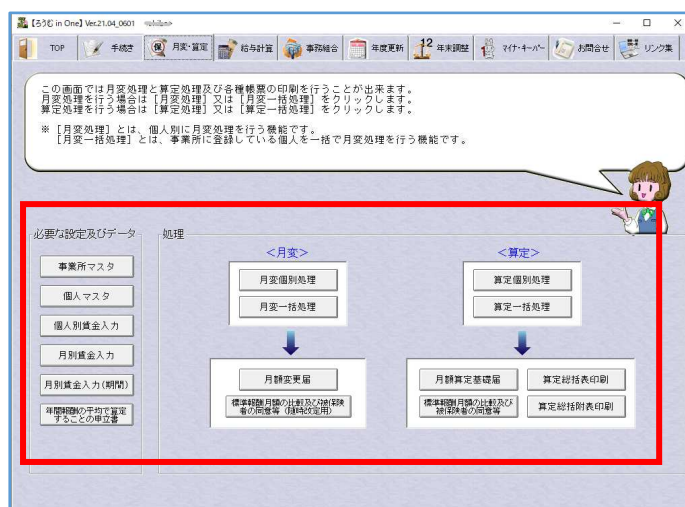 【ろうむ in One】 Ver.21.04_0601
TOP
手続き
月変・算定
給与計算
事務組合
年度更新
12
年末調整
マイナ・キーパー
お問合せ
リンク集
この画面では月変処理と算定処理及び各種帳票の印刷を行うことが出来ます。
月変処理を行う場合は［月変処理］又は［月変一括処理］をクリックします。
算定処理を行う場合は［算定処理］又は［算定一括処理］をクリックします。
※［月変処理］とは、個人別に月変処理を行う機能です。
［月変一括処理］とは、事業所に登録している個人を一括で月変処理を行う機能です。
必要な設定及びデータ
事業所マスタ
個人マスタ
個人別賃金入力
月別賃金入力
月別賃金入力(期間)
年間報酬の平均で算定
することの申立書
処理
＜月変＞
月変個別処理
月変一括処理
月額変更届
標準報酬月額の比較及び被保険
者の同意等（随時改定用）
＜算定＞
算定個別処理
算定一括処理
月額算定基礎届
算定総括表印刷
標準報酬月額の比較及び
被保険者の同意等
算定総括附表印刷